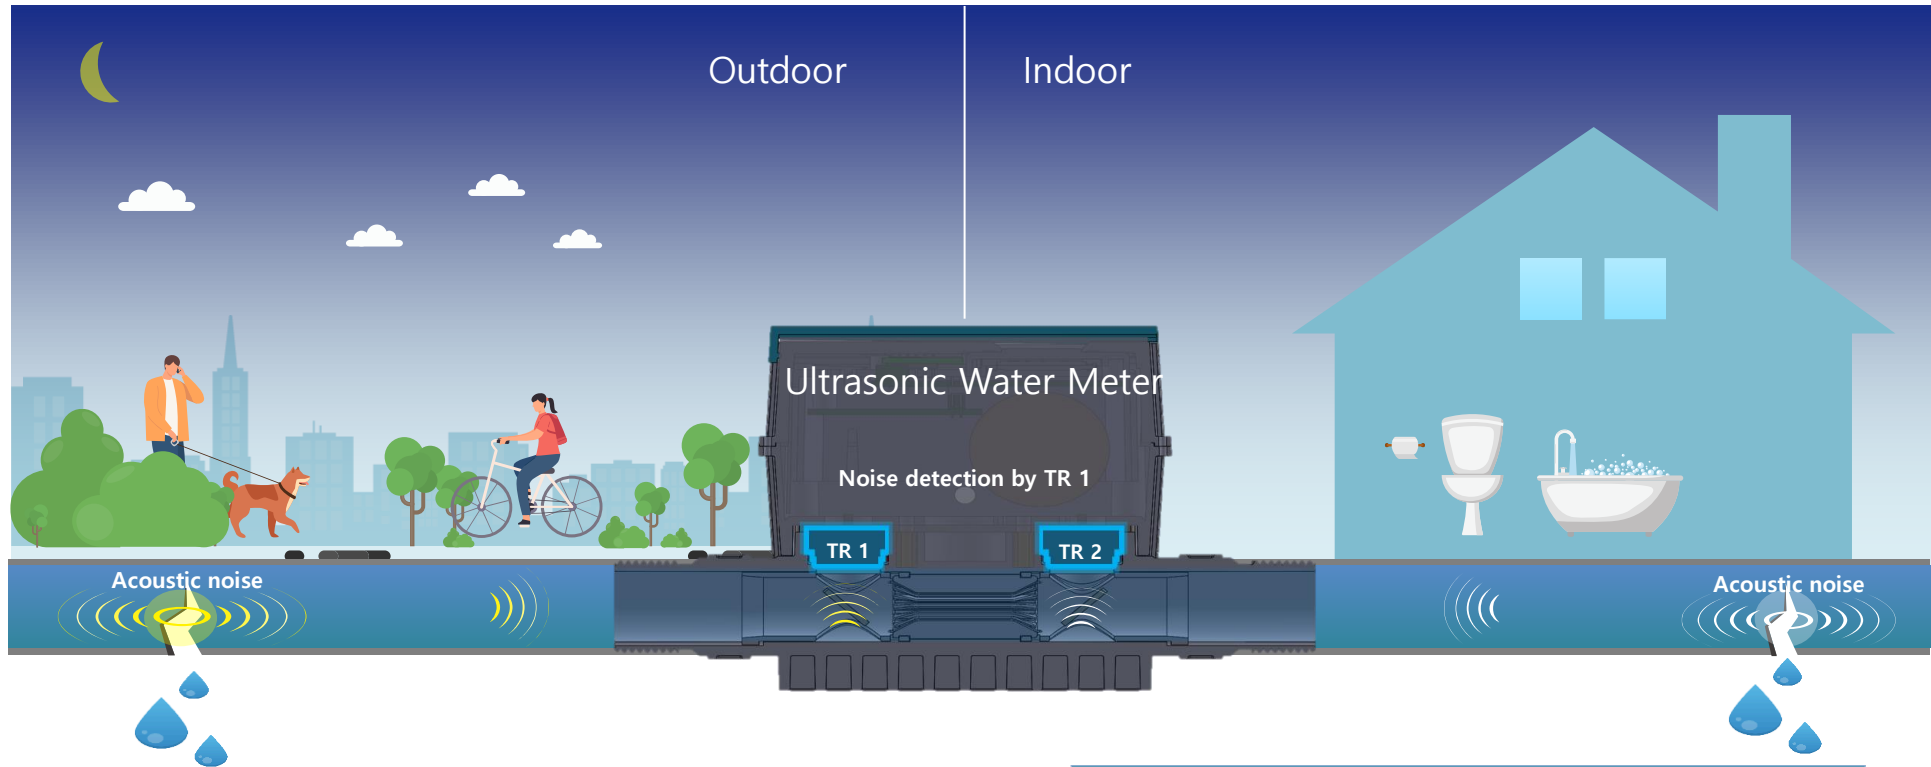 Outdoor
Indoor
Ultrasonic Water Meter
Noise detection by TR 1
TR 1
TR 2
Acoustic noise
Acoustic noise